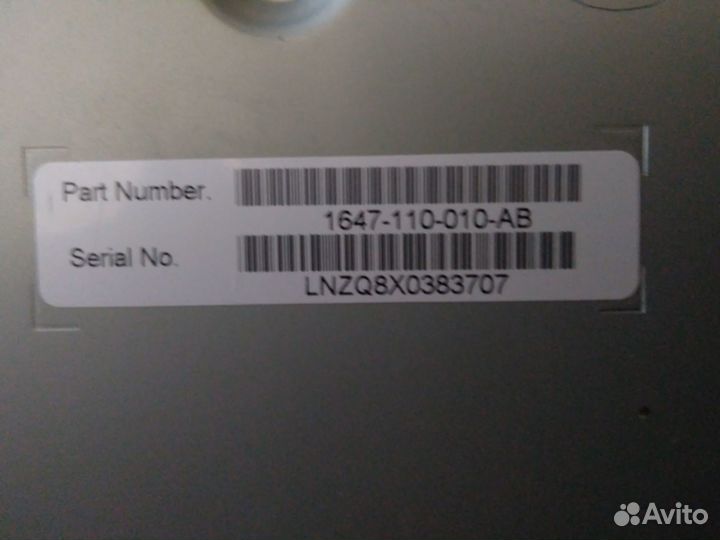 Part Number.
1647-110-010-AB
Serial No.
LNZQ8X0383707
Avito